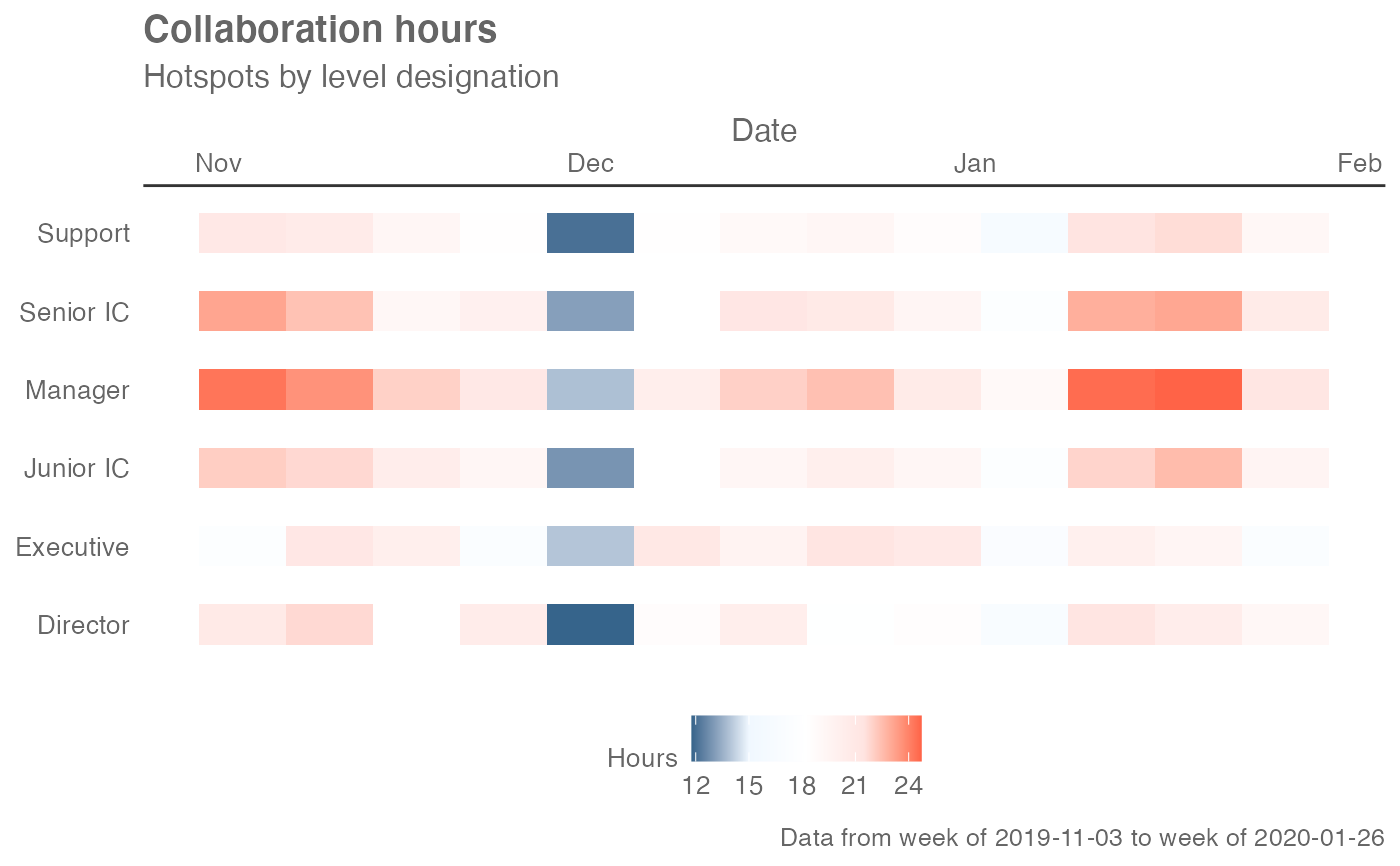 Collaboration hours
Hotspots by level designation
Date
Nov Dec Jan Feb
Support
Senior IC
Manager
Junior IC
Executive
Director
Hours
12 15 18 21 24
Data from week of 2019-11-03 to week of 2020-01-26